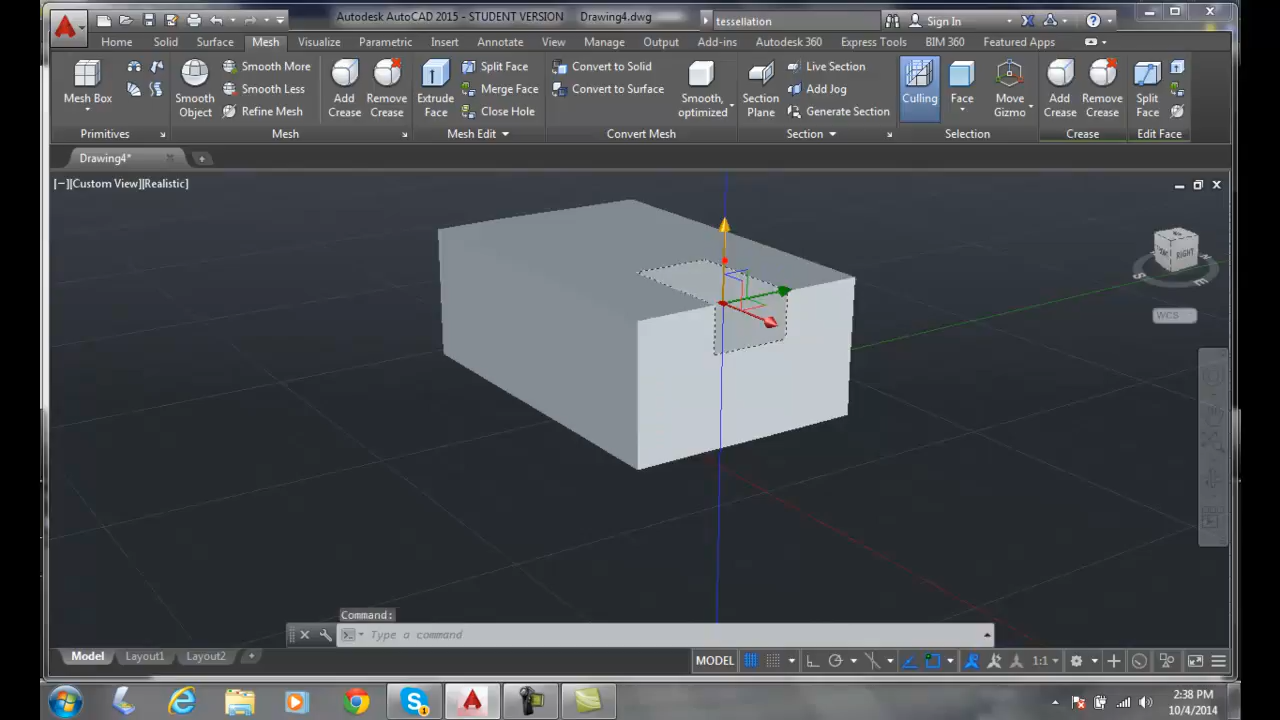 Autodesk AutoCAD 2015 - STUDENT VERSION Drawing4.dwg tessellation Sign In
Home Solid Surface Mesh Visualize Parametric Insert Annotate View Manage Output Add-ins Autodesk 360 Express Tools BIM 360 Featured Apps
Mesh Box
Smooth Object
Smooth More
Smooth Less
Refine Mesh
Add Crease
Remove Crease
Extrude Face
Split Face
Merge Face
Close Hole
Convert to Solid
Convert to Surface
Smooth, optimized
Section Plane
Live Section
Add Jog
Generate Section
Culling
Face
Move Gizmo
Add Crease
Remove Crease
Split Face
Primitives Mesh Mesh Edit Convert Mesh Section Selection Crease Edit Face
Drawing4*
[−][Custom View][Realistic]
RIGHT
N
S
E
WCS
Command:
Type a command
Model Layout1 Layout2 + MODEL 1:1
2:38 PM
10/4/2014